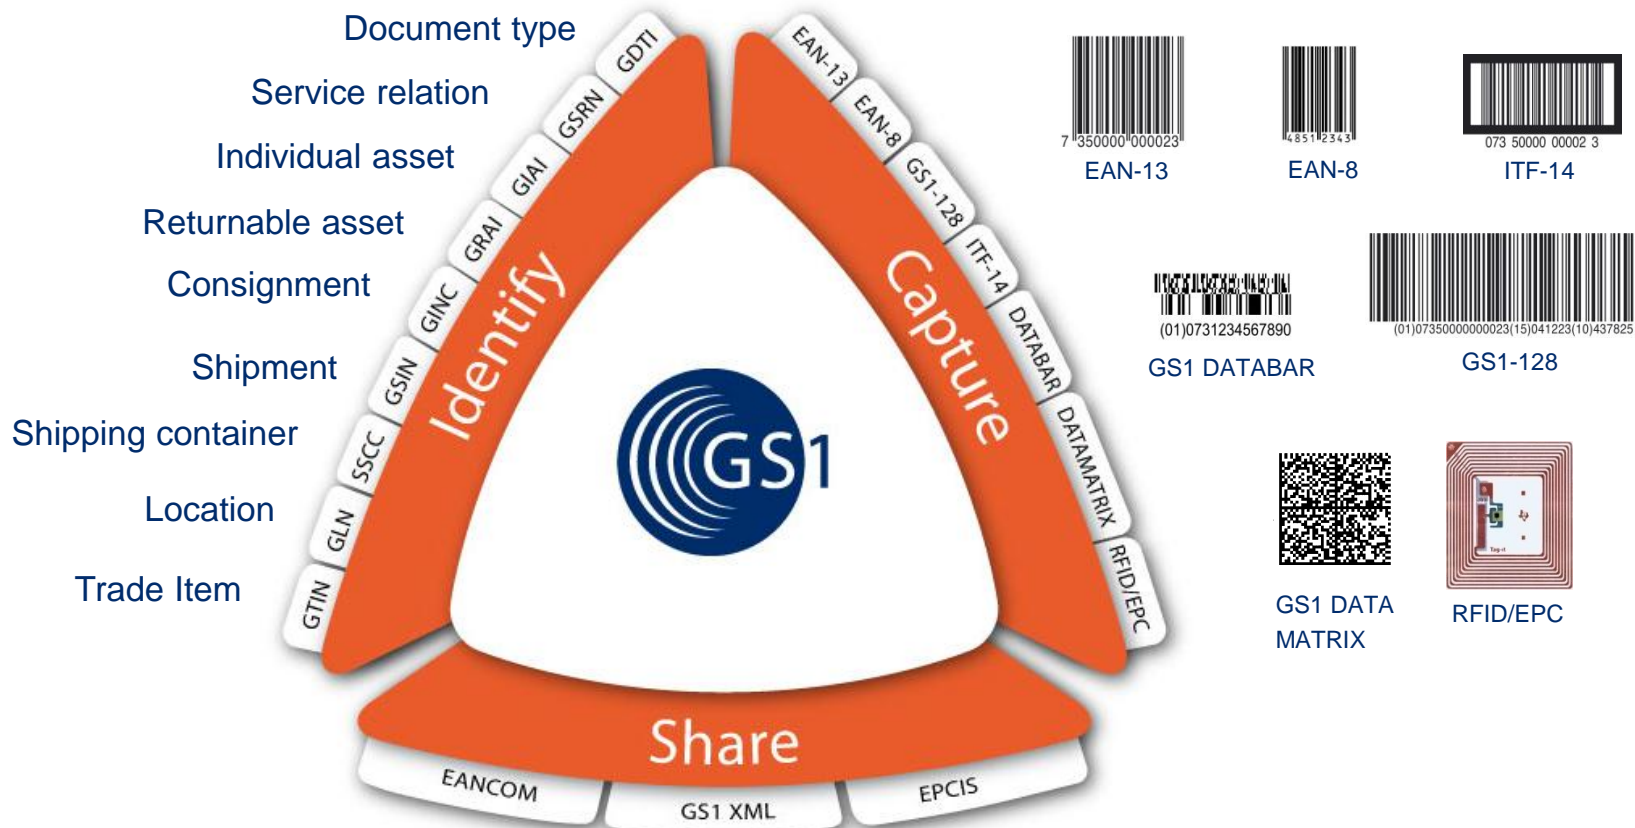 Document type
Service relation
Individual asset
Returnable asset
Consignment
Shipment
Shipping container
Location
Trade Item
GDTI
GSRN
GIAI
GRAI
GINC
GSIN
SSCC
GLN
GTIN
Identify
EAN-13
EAN-8
GS1-128
ITF-14
DATABAR
DATAMATRIX
RFID/EPC
Capture
GS1
Share
EANCOM
GS1 XML
EPCIS
7 350000 000023
EAN-13
4851 2343
EAN-8
073 50000 00002 3
ITF-14
(01)0731234567890
GS1 DATABAR
(01)07350000000023(15)041223(10)437825
GS1-128
GS1 DATA
MATRIX
Tag-it
RFID/EPC